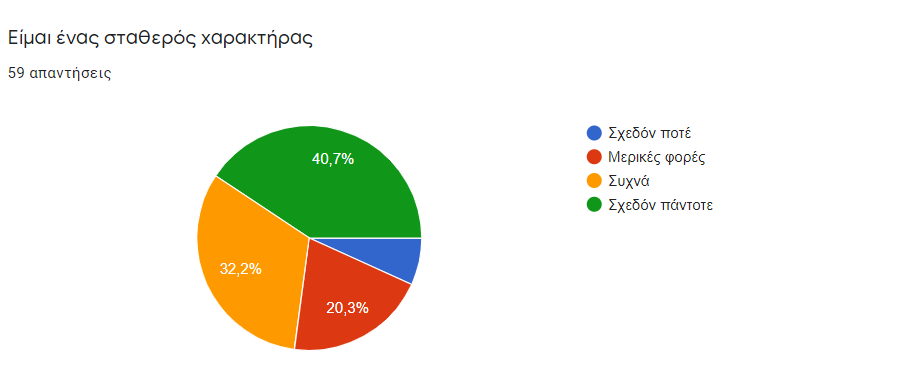 Είμαι ένας σταθερός χαρακτήρας
59 απαντήσεις
40,7%
32,2%
20,3%
Σχεδόν ποτέ
Μερικές φορές
Συχνά
Σχεδόν πάντοτε